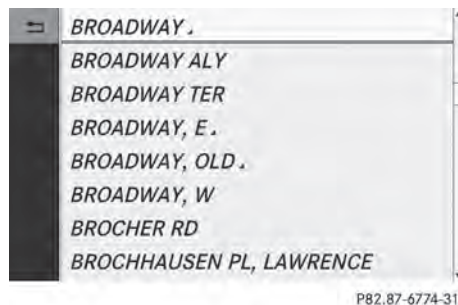 BROADWAY
BROADWAY ALY
BROADWAY TER
BROADWAY, E
BROADWAY, OLD
BROADWAY, W
BROCHER RD
BROCHHAUSEN PL, LAWRENCE
P82.87-6774-31